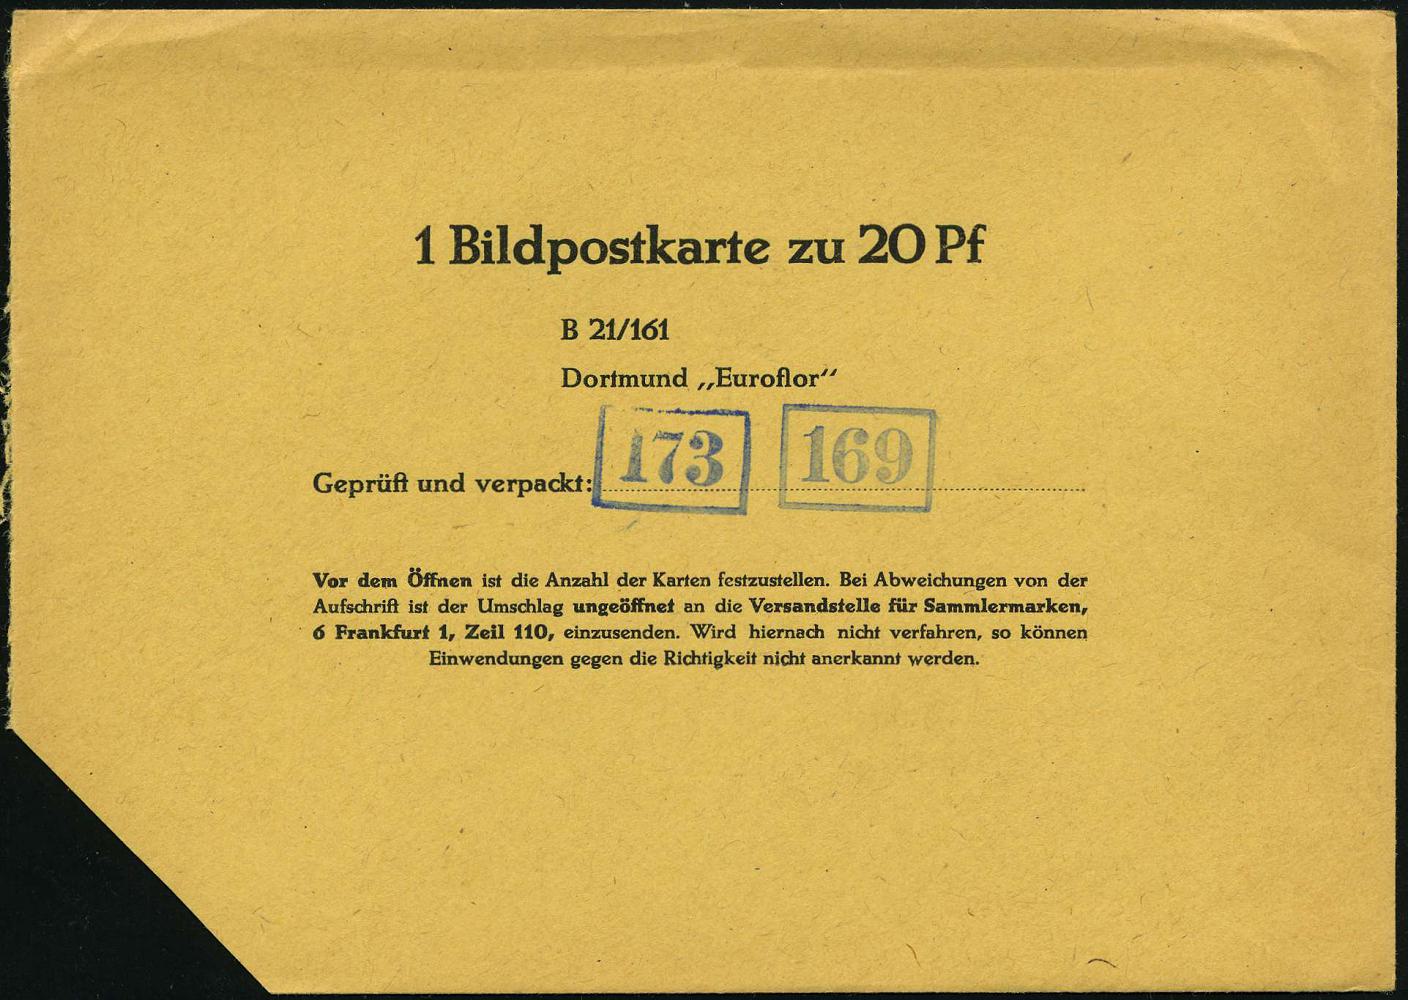 1 Bildpostkarte zu 20 Pf
B 21/161
Dortmund „Euroflor“
Geprüft und verpackt:
173 169
Vor dem Öffnen ist die Anzahl der Karten festzustellen. Bei Abweichungen von der
Aufschrift ist der Umschlag ungeöffnet an die Versandstelle für Sammlermarken,
6 Frankfurt 1, Zeil 110, einzusenden. Wird hiernach nicht verfahren, so können
Einwendungen gegen die Richtigkeit nicht anerkannt werden.